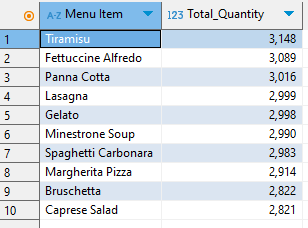 A-Z Menu Item 123 Total_Quantity
1 Tiramisu 3,148
2 Fettuccine Alfredo 3,089
3 Panna Cotta 3,016
4 Lasagna 2,999
5 Gelato 2,998
6 Minestrone Soup 2,990
7 Spaghetti Carbonara 2,983
8 Margherita Pizza 2,914
9 Bruschetta 2,822
10 Caprese Salad 2,821